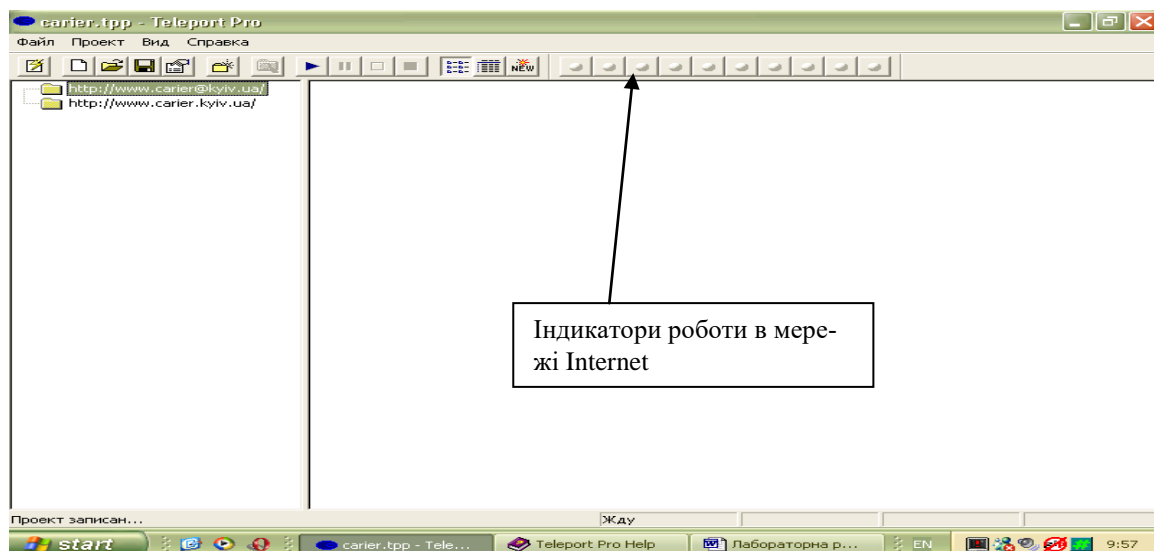 carier.tpp - Teleport Pro
Файл Проект Вид Справка
NEW
http://www.carier@kyiv.ua/
http://www.carier.kyiv.ua/
Індикатори роботи в мере-
жі Internet
Проект записан... Жду
start carier.tpp - Tele... Teleport Pro Help Лабораторна р... EN 9:57